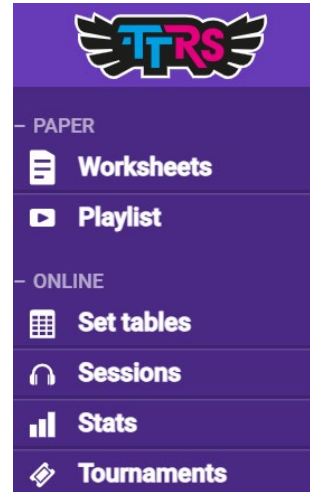 TTRS
– PAPER
Worksheets
Playlist
– ONLINE
Set tables
Sessions
Stats
Tournaments